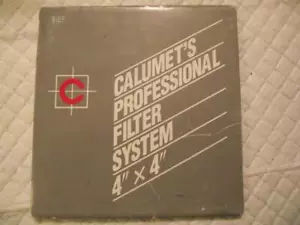 C
CALUMET'S
PROFESSIONAL
FILTER
SYSTEM
4" × 4"